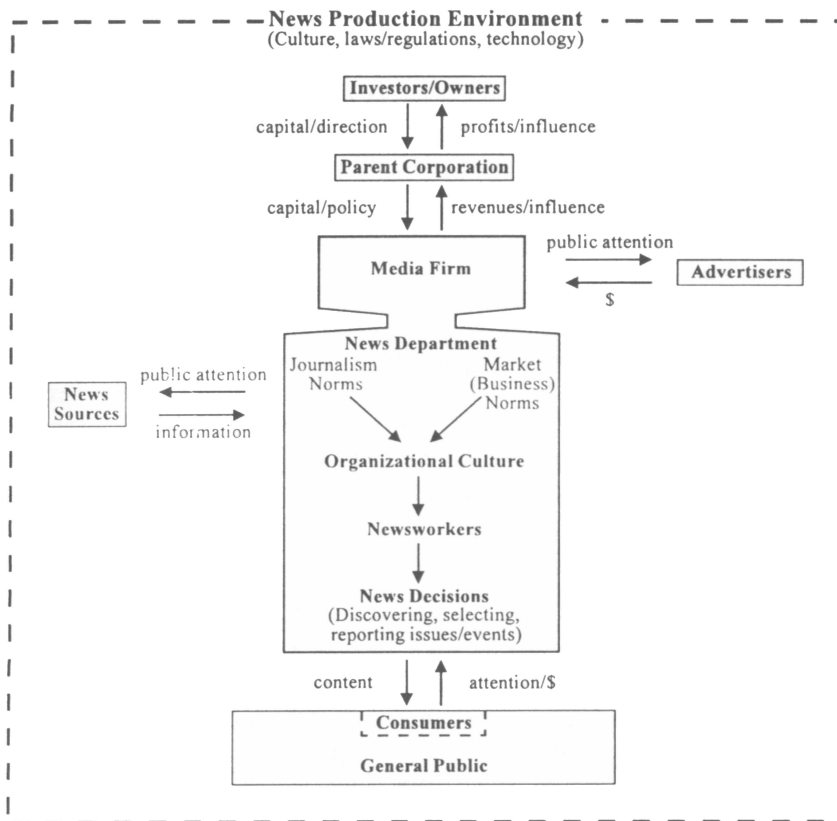 News Production Environment
(Culture, laws/regulations, technology)
Investors/Owners
capital/direction
profits/influence
Parent Corporation
capital/policy
revenues/influence
Media Firm
public attention
Advertisers
$
News Department
Journalism
Norms
Market
(Business)
Norms
public attention
News
Sources
information
Organizational Culture
Newsworkers
News Decisions
(Discovering, selecting,
reporting issues/events)
content
attention/$
Consumers
General Public